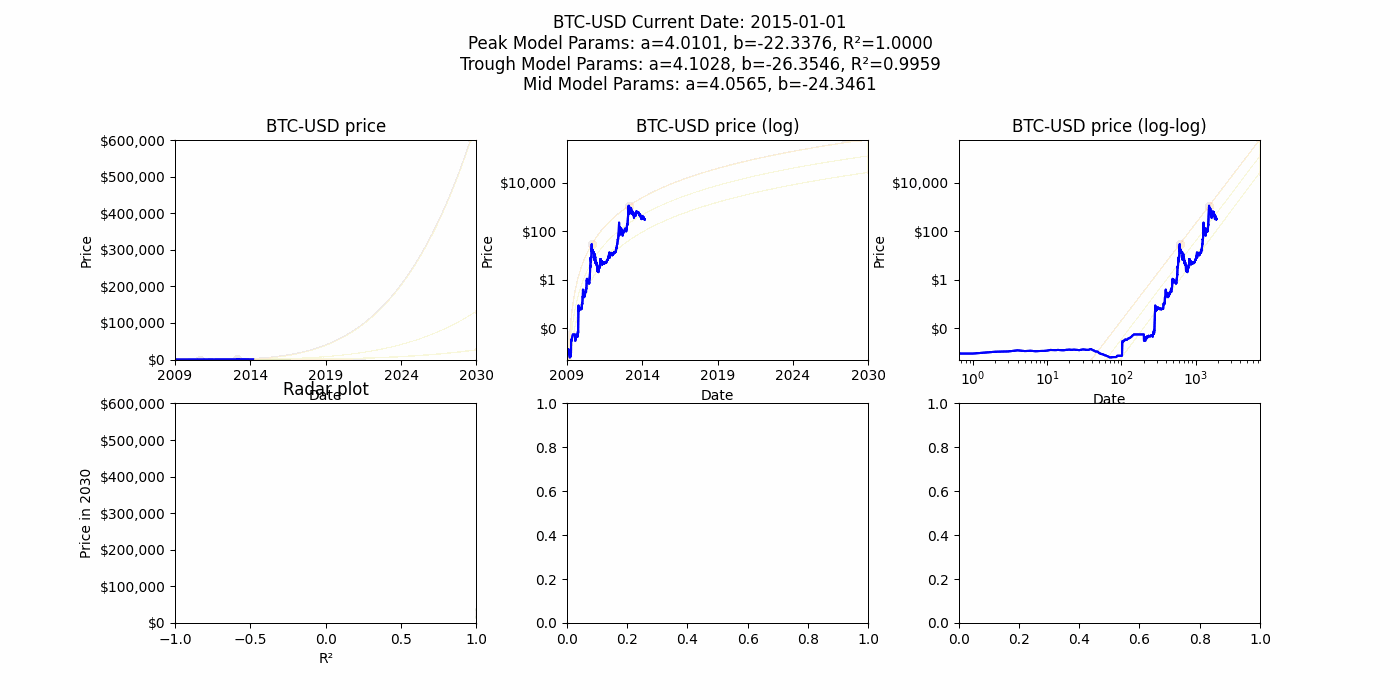 BTC-USD Current Date: 2015-01-01
Peak Model Params: a=4.0101, b=-22.3376, R²=1.0000
Trough Model Params: a=4.1028, b=-26.3546, R²=0.9959
Mid Model Params: a=4.0565, b=-24.3461
BTC-USD price
$600,000
$500,000
$400,000
$300,000
$200,000
$100,000
$0
Price
2009 2014 2019 2024 2030
Date
BTC-USD price (log)
$10,000
$100
$1
$0
Price
2009 2014 2019 2024 2030
Date
BTC-USD price (log-log)
$10,000
$100
$1
$0
Price
10⁰ 10¹ 10² 10³
Date
Radar plot
$600,000
$500,000
$400,000
$300,000
$200,000
$100,000
$0
Price in 2030
−1.0 −0.5 0.0 0.5 1.0
R²
1.0
0.8
0.6
0.4
0.2
0.0
0.0 0.2 0.4 0.6 0.8 1.0
1.0
0.8
0.6
0.4
0.2
0.0
0.0 0.2 0.4 0.6 0.8 1.0